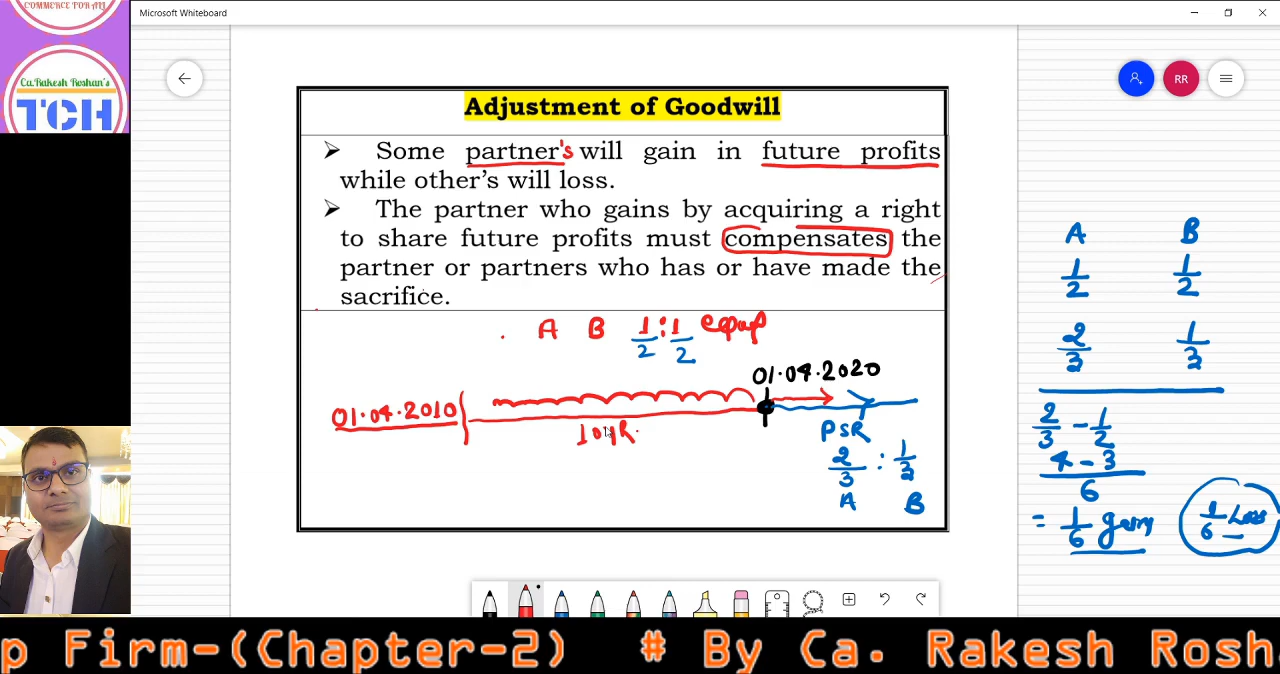 COMMERCE FOR ALL
Ca.Rakesh Roshan's
TCH
Microsoft Whiteboard
RR
Adjustment of Goodwill
➢ Some partner's will gain in future profits
while other's will loss.
➢ The partner who gains by acquiring a right
to share future profits must compensates the
partner or partners who has or have made the
sacrifice.
A B 1/2 : 1/2 equal
01.04.2020
01.04.2010
10YR.
PSR
2/3 : 1/3
A B
A B
1/2 1/2
2/3 1/3
2/3 - 1/2
4 - 3
6
= 1/6 gain
1/6 Loss
p Firm-(Chapter-2) # By Ca. Rakesh Rosha